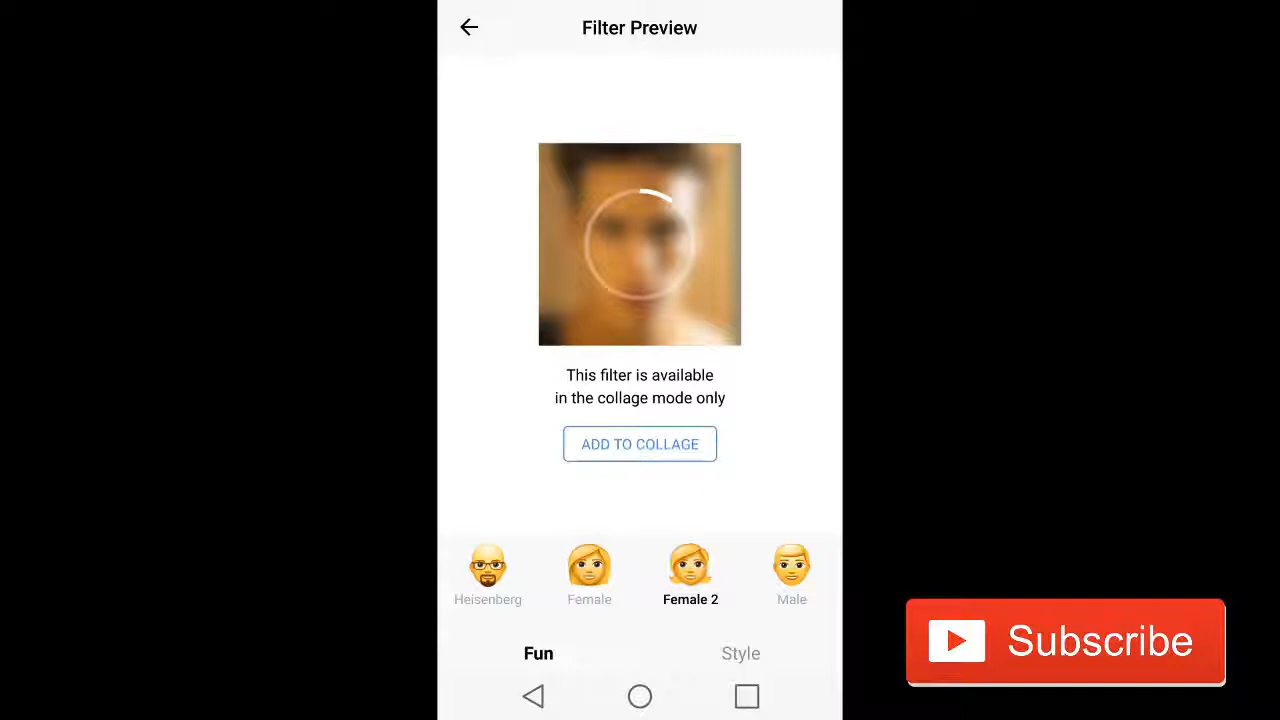 Filter Preview
This filter is available
in the collage mode only
ADD TO COLLAGE
Heisenberg Female Female 2 Male
Fun Style
Subscribe